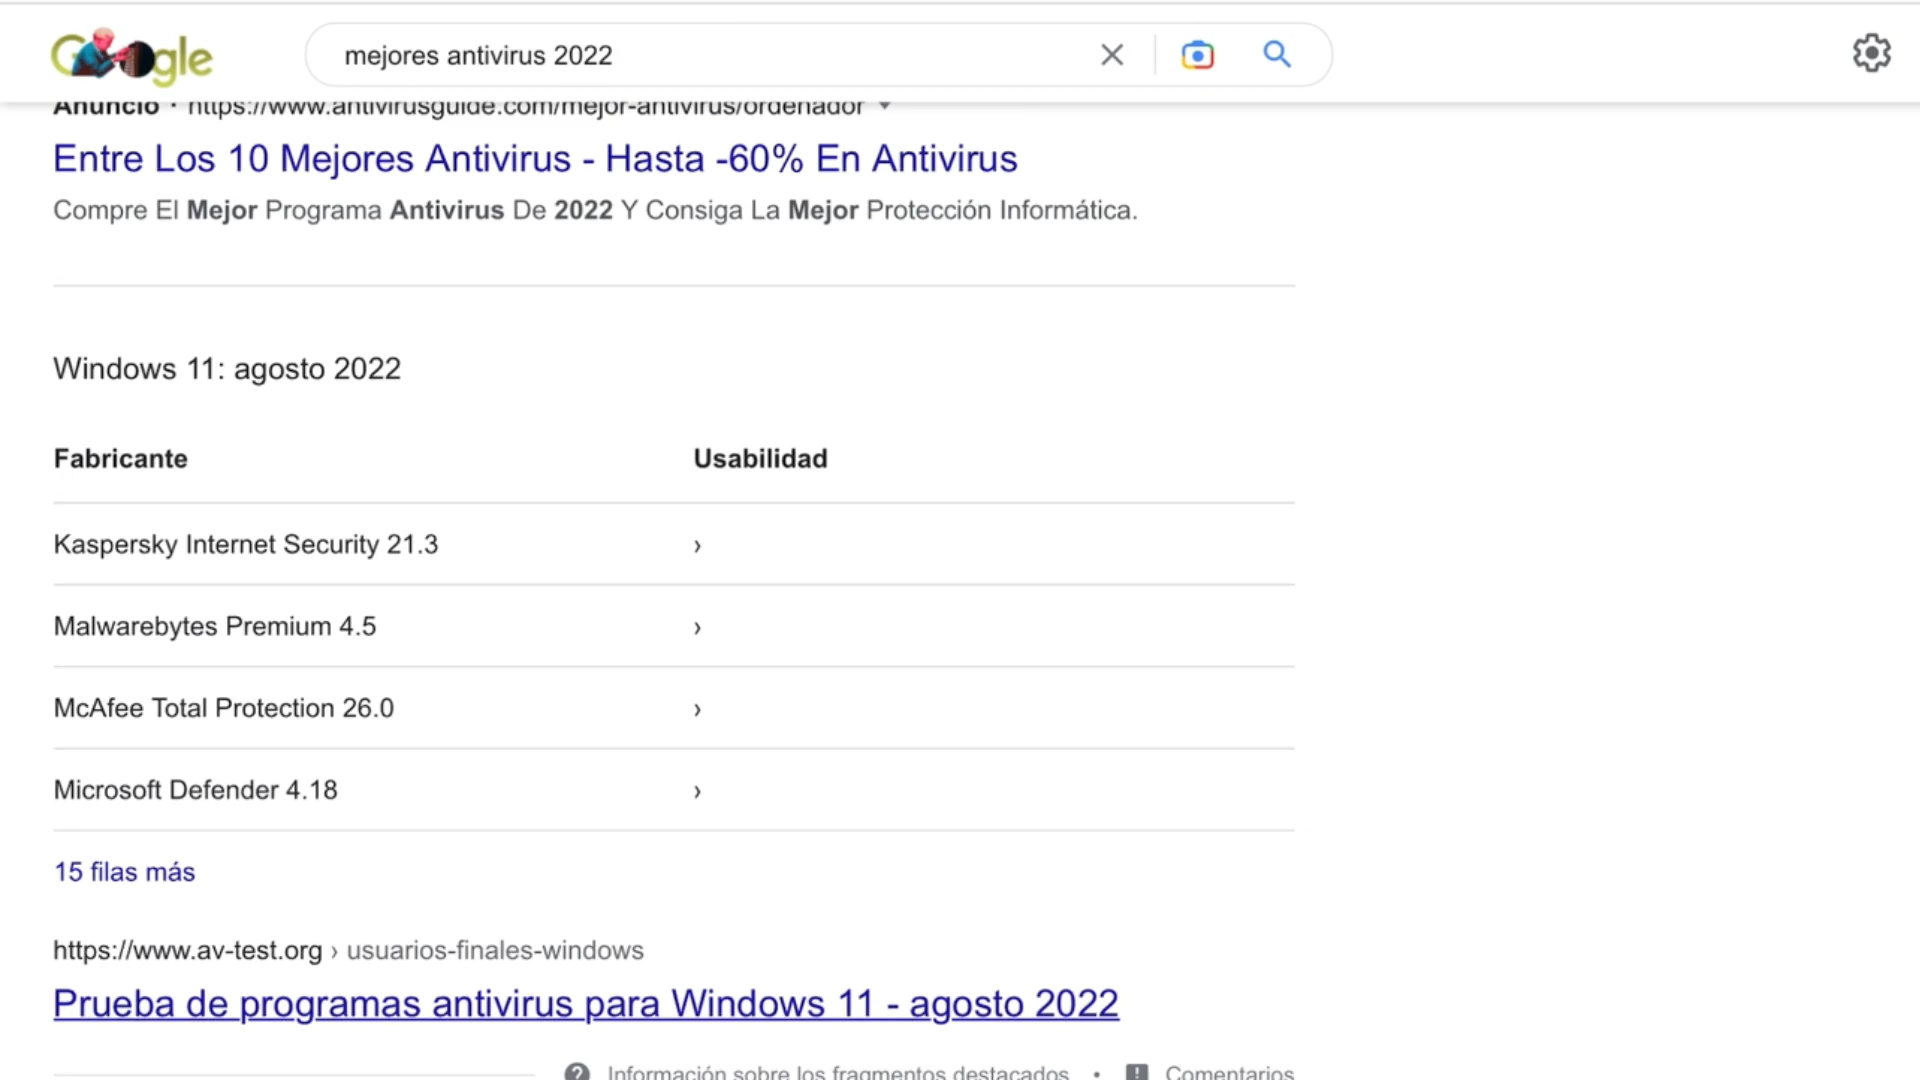 Google
mejores antivirus 2022
Anuncio · https://www.antivirusguide.com/mejor-antivirus/ordenador
Entre Los 10 Mejores Antivirus - Hasta -60% En Antivirus
Compre El Mejor Programa Antivirus De 2022 Y Consiga La Mejor Protección Informática.
Windows 11: agosto 2022
Fabricante Usabilidad
Kaspersky Internet Security 21.3 ›
Malwarebytes Premium 4.5 ›
McAfee Total Protection 26.0 ›
Microsoft Defender 4.18 ›
15 filas más
https://www.av-test.org › usuarios-finales-windows
Prueba de programas antivirus para Windows 11 - agosto 2022
Información sobre los fragmentos destacados • Comentarios